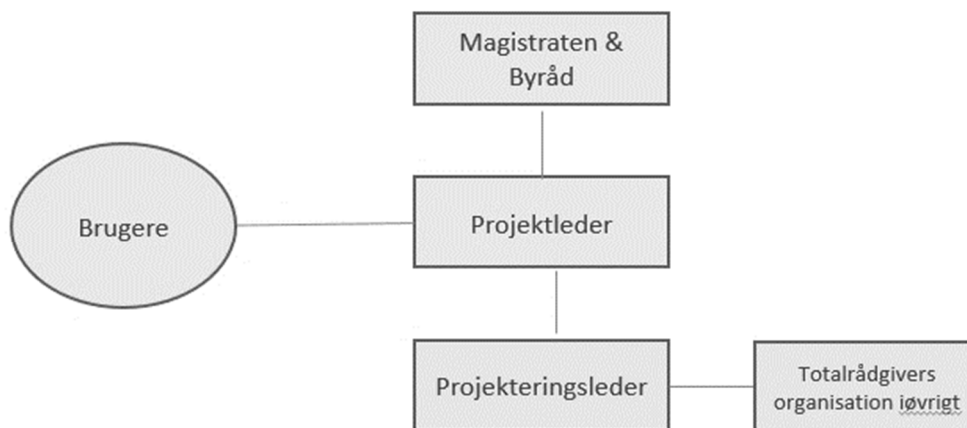 Magistraten &
Byråd
Brugere
Projektleder
Projekteringsleder
Totalrådgivers
organisation iøvrigt